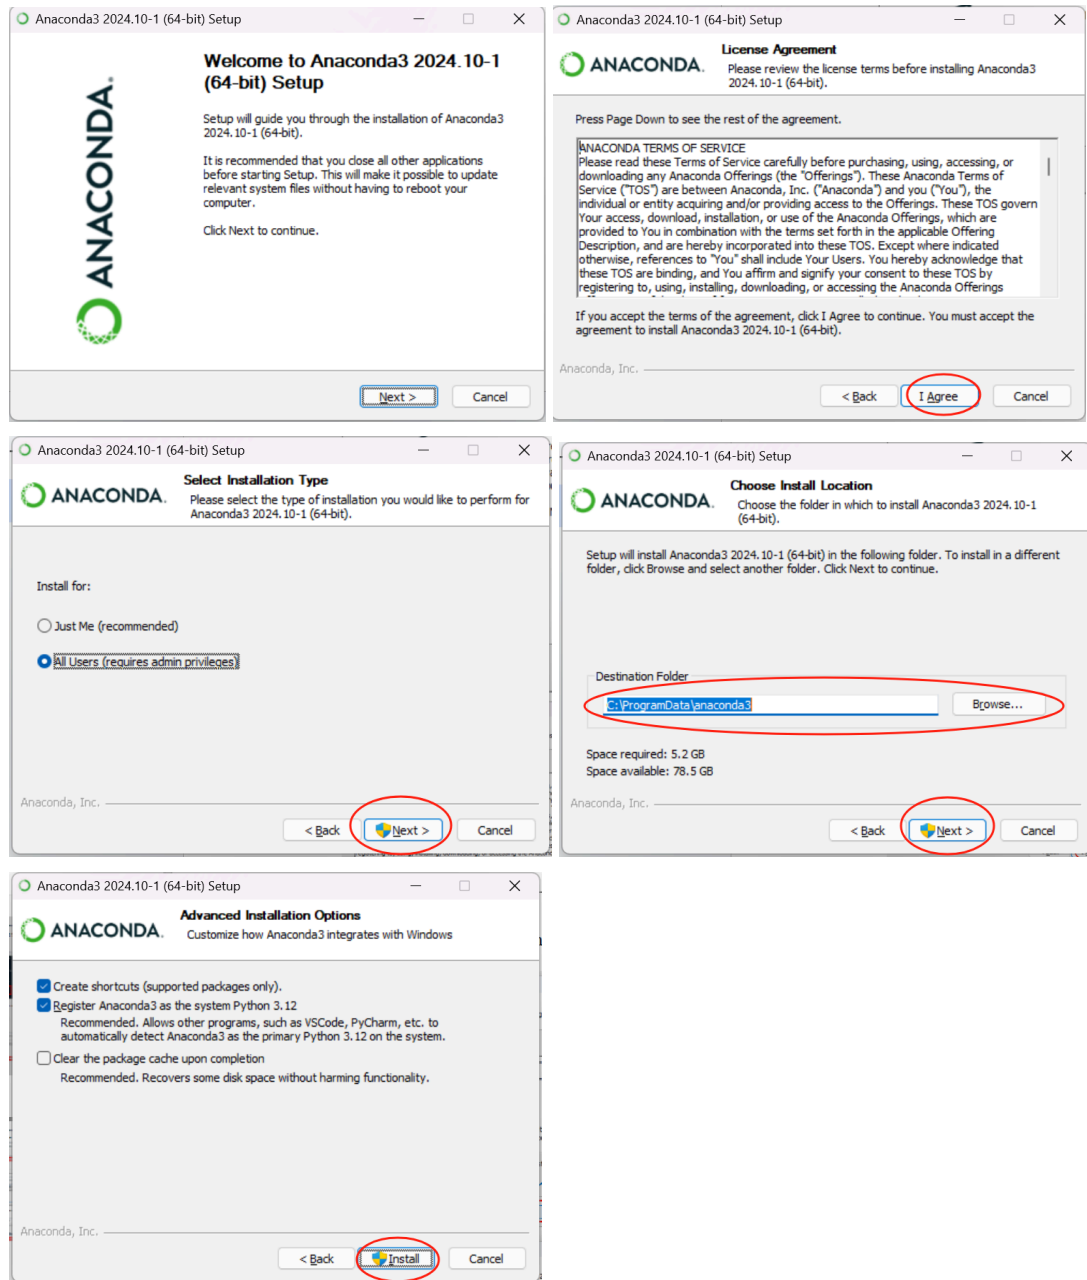 Anaconda3 2024.10-1 (64-bit) Setup
ANACONDA.
Welcome to Anaconda3 2024.10-1
(64-bit) Setup
Setup will guide you through the installation of Anaconda3
2024.10-1 (64-bit).
It is recommended that you close all other applications
before starting Setup. This will make it possible to update
relevant system files without having to reboot your
computer.
Click Next to continue.
Next >
Cancel
Anaconda3 2024.10-1 (64-bit) Setup
ANACONDA.
License Agreement
Please review the license terms before installing Anaconda3
2024.10-1 (64-bit).
Press Page Down to see the rest of the agreement.
ANACONDA TERMS OF SERVICE
Please read these Terms of Service carefully before purchasing, using, accessing, or
downloading any Anaconda Offerings (the "Offerings"). These Anaconda Terms of
Service ("TOS") are between Anaconda, Inc. ("Anaconda") and you ("You"), the
individual or entity acquiring and/or providing access to the Offerings. These TOS govern
Your access, download, installation, or use of the Anaconda Offerings, which are
provided to You in combination with the terms set forth in the applicable Offering
Description, and are hereby incorporated into these TOS. Except where indicated
otherwise, references to "You" shall include Your Users. You hereby acknowledge that
these TOS are binding, and You affirm and signify your consent to these TOS by
registering to, using, installing, downloading, or accessing the Anaconda Offerings
If you accept the terms of the agreement, click I Agree to continue. You must accept the
agreement to install Anaconda3 2024.10-1 (64-bit).
Anaconda, Inc.
< Back
I Agree
Cancel
Anaconda3 2024.10-1 (64-bit) Setup
ANACONDA.
Select Installation Type
Please select the type of installation you would like to perform for
Anaconda3 2024.10-1 (64-bit).
Install for:
Just Me (recommended)
All Users (requires admin privileges)
Anaconda, Inc.
< Back
Next >
Cancel
Anaconda3 2024.10-1 (64-bit) Setup
ANACONDA.
Choose Install Location
Choose the folder in which to install Anaconda3 2024.10-1
(64-bit).
Setup will install Anaconda3 2024.10-1 (64-bit) in the following folder. To install in a different
folder, click Browse and select another folder. Click Next to continue.
Destination Folder
C:\ProgramData\anaconda3
Browse...
Space required: 5.2 GB
Space available: 78.5 GB
Anaconda, Inc.
< Back
Next >
Cancel
Anaconda3 2024.10-1 (64-bit) Setup
ANACONDA.
Advanced Installation Options
Customize how Anaconda3 integrates with Windows
Create shortcuts (supported packages only).
Register Anaconda3 as the system Python 3.12
Recommended. Allows other programs, such as VSCode, PyCharm, etc. to
automatically detect Anaconda3 as the primary Python 3.12 on the system.
Clear the package cache upon completion
Recommended. Recovers some disk space without harming functionality.
Anaconda, Inc.
< Back
Install
Cancel